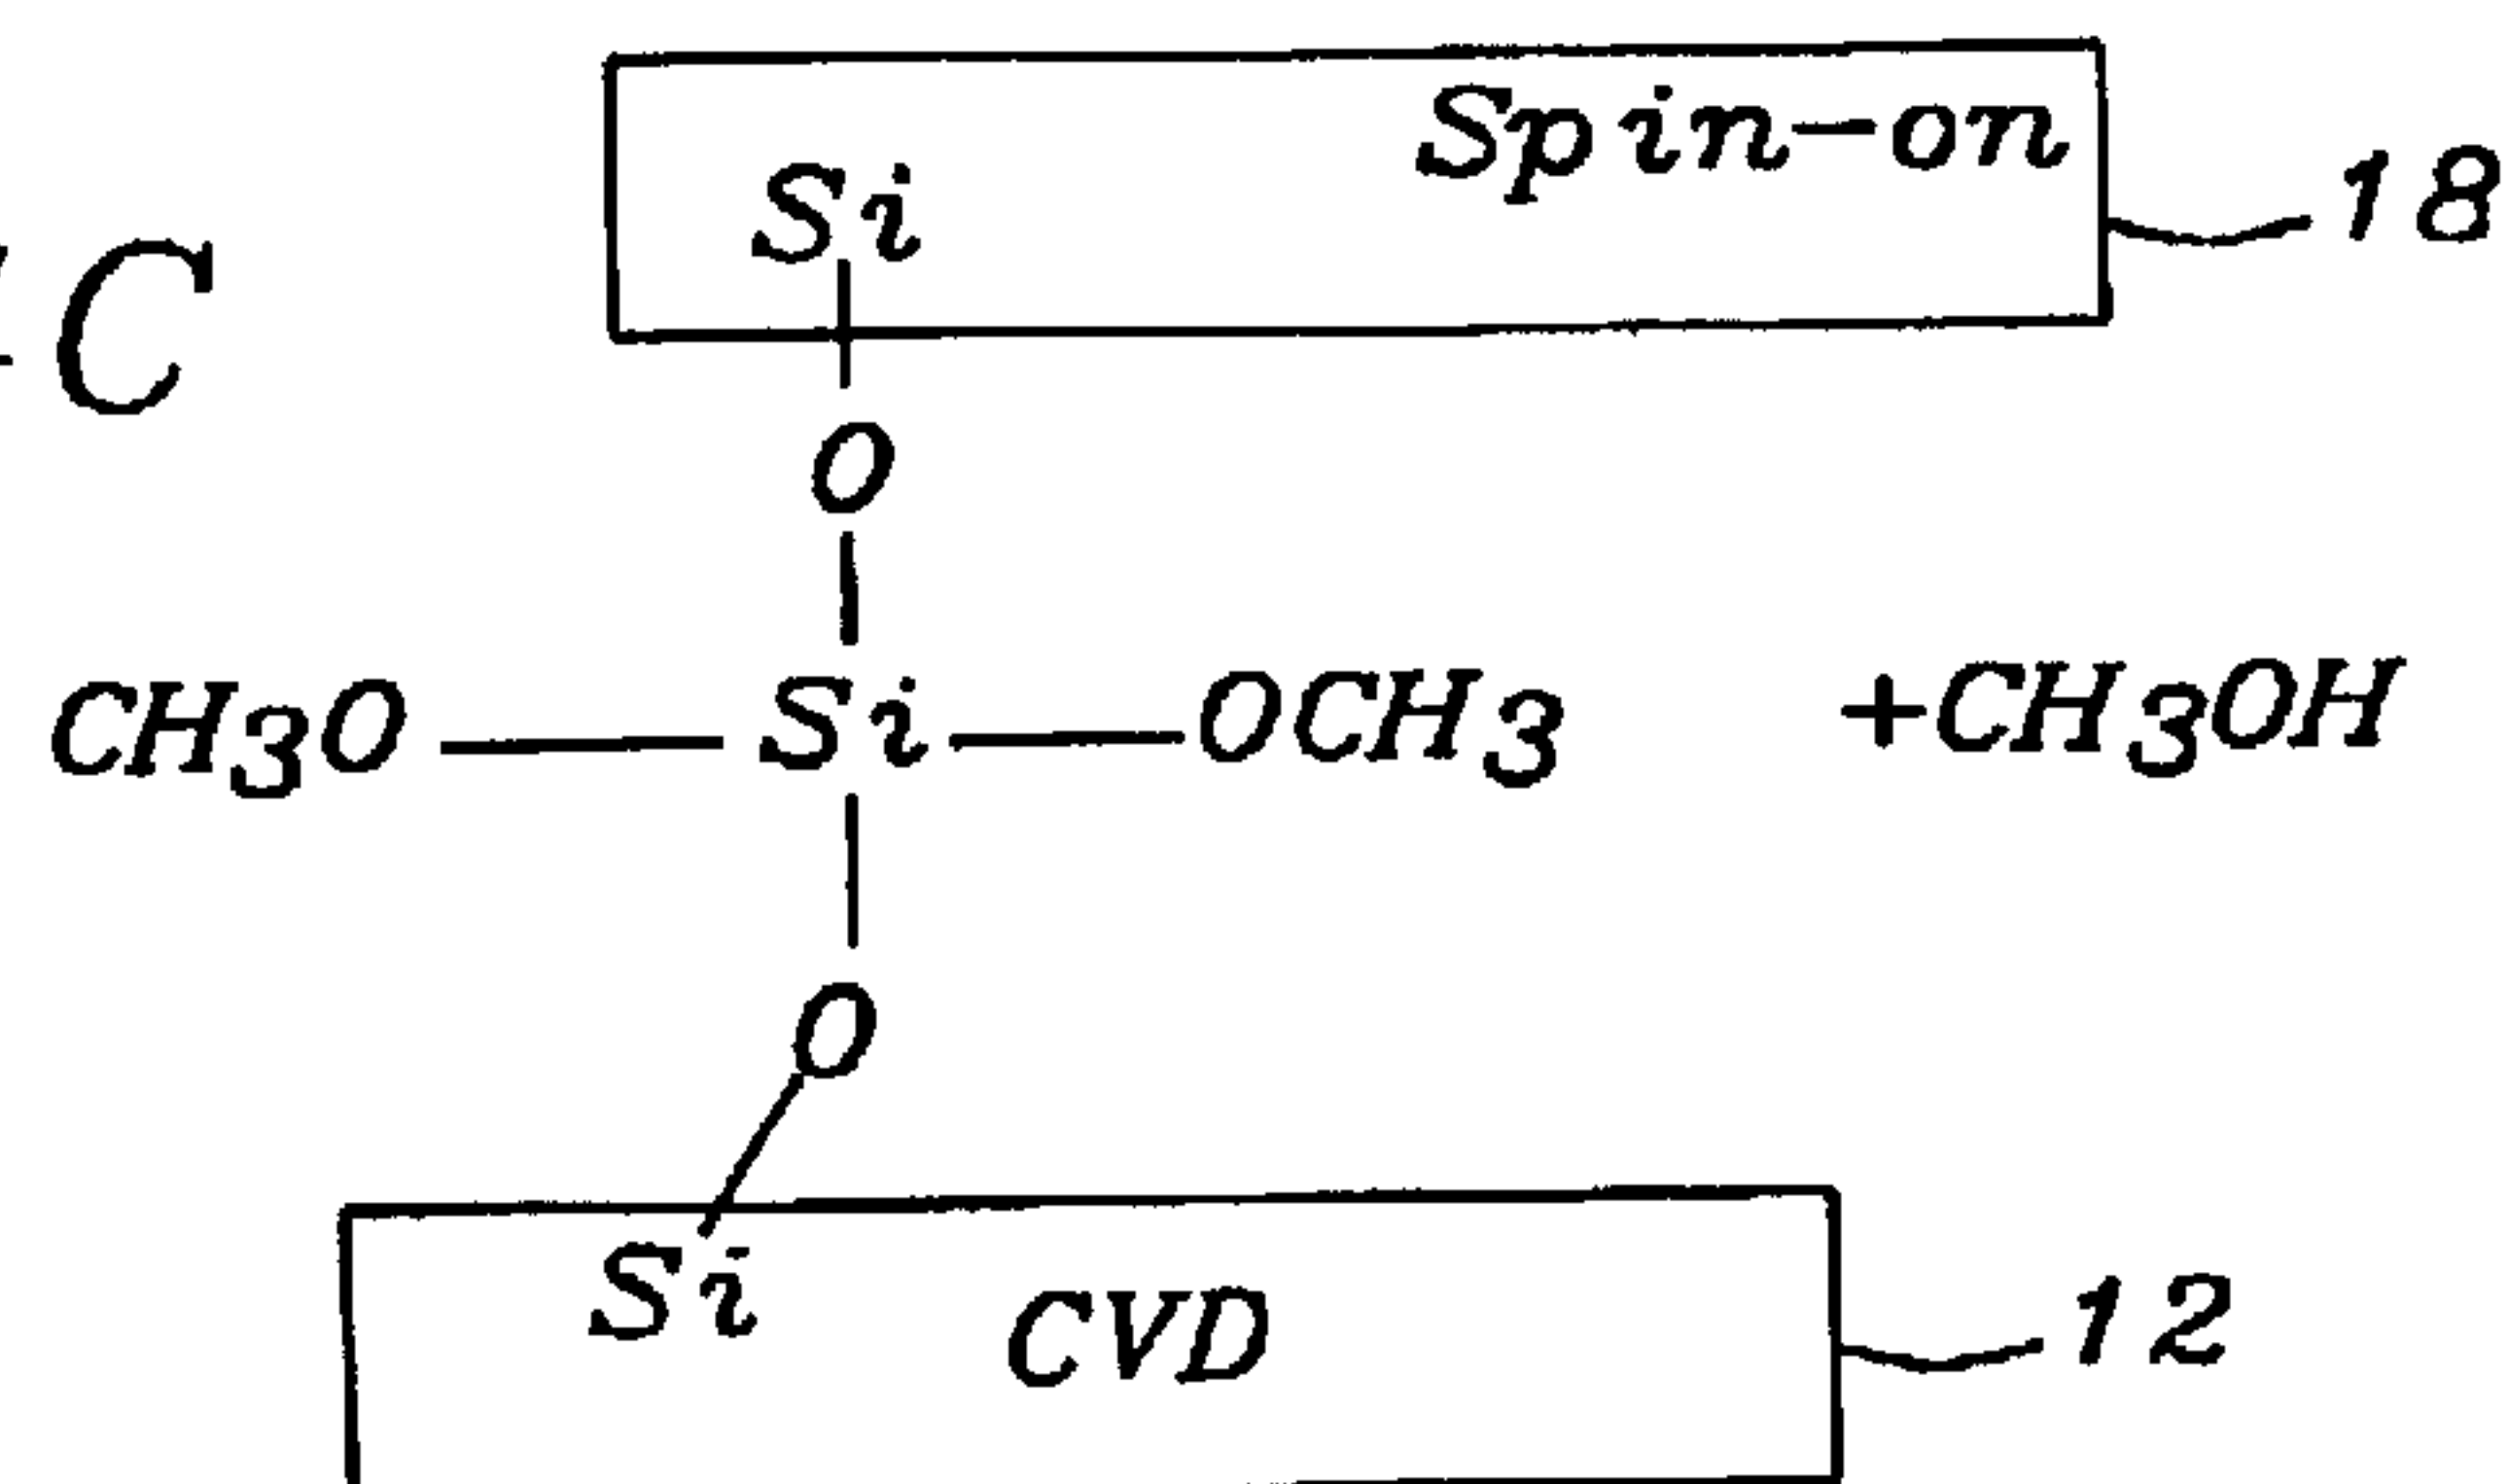 Spin-on
Si
18
C
O
CH3O Si OCH3 +CH3OH
O
Si CVD
12